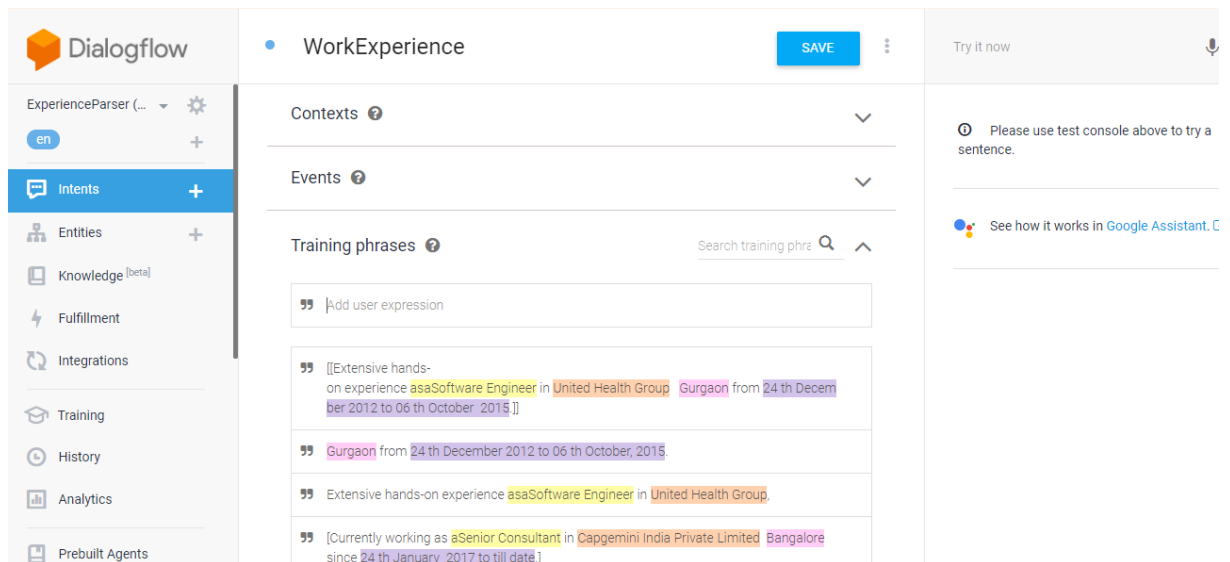 Dialogflow
ExperienceParser (...
en
Intents
Entities
Knowledge [beta]
Fulfillment
Integrations
Training
History
Analytics
Prebuilt Agents
WorkExperience
SAVE
Contexts
Events
Training phrases
Search training phra
Add user expression
[[Extensive hands-
on experience asaSoftware Engineer in United Health Group Gurgaon from 24 th Decem
ber 2012 to 06 th October 2015.]]
Gurgaon from 24 th December 2012 to 06 th October, 2015.
Extensive hands-on experience asaSoftware Engineer in United Health Group,
[Currently working as aSenior Consultant in Capgemini India Private Limited Bangalore
since 24 th January 2017 to till date.]
Try it now
Please use test console above to try a
sentence.
See how it works in Google Assistant.